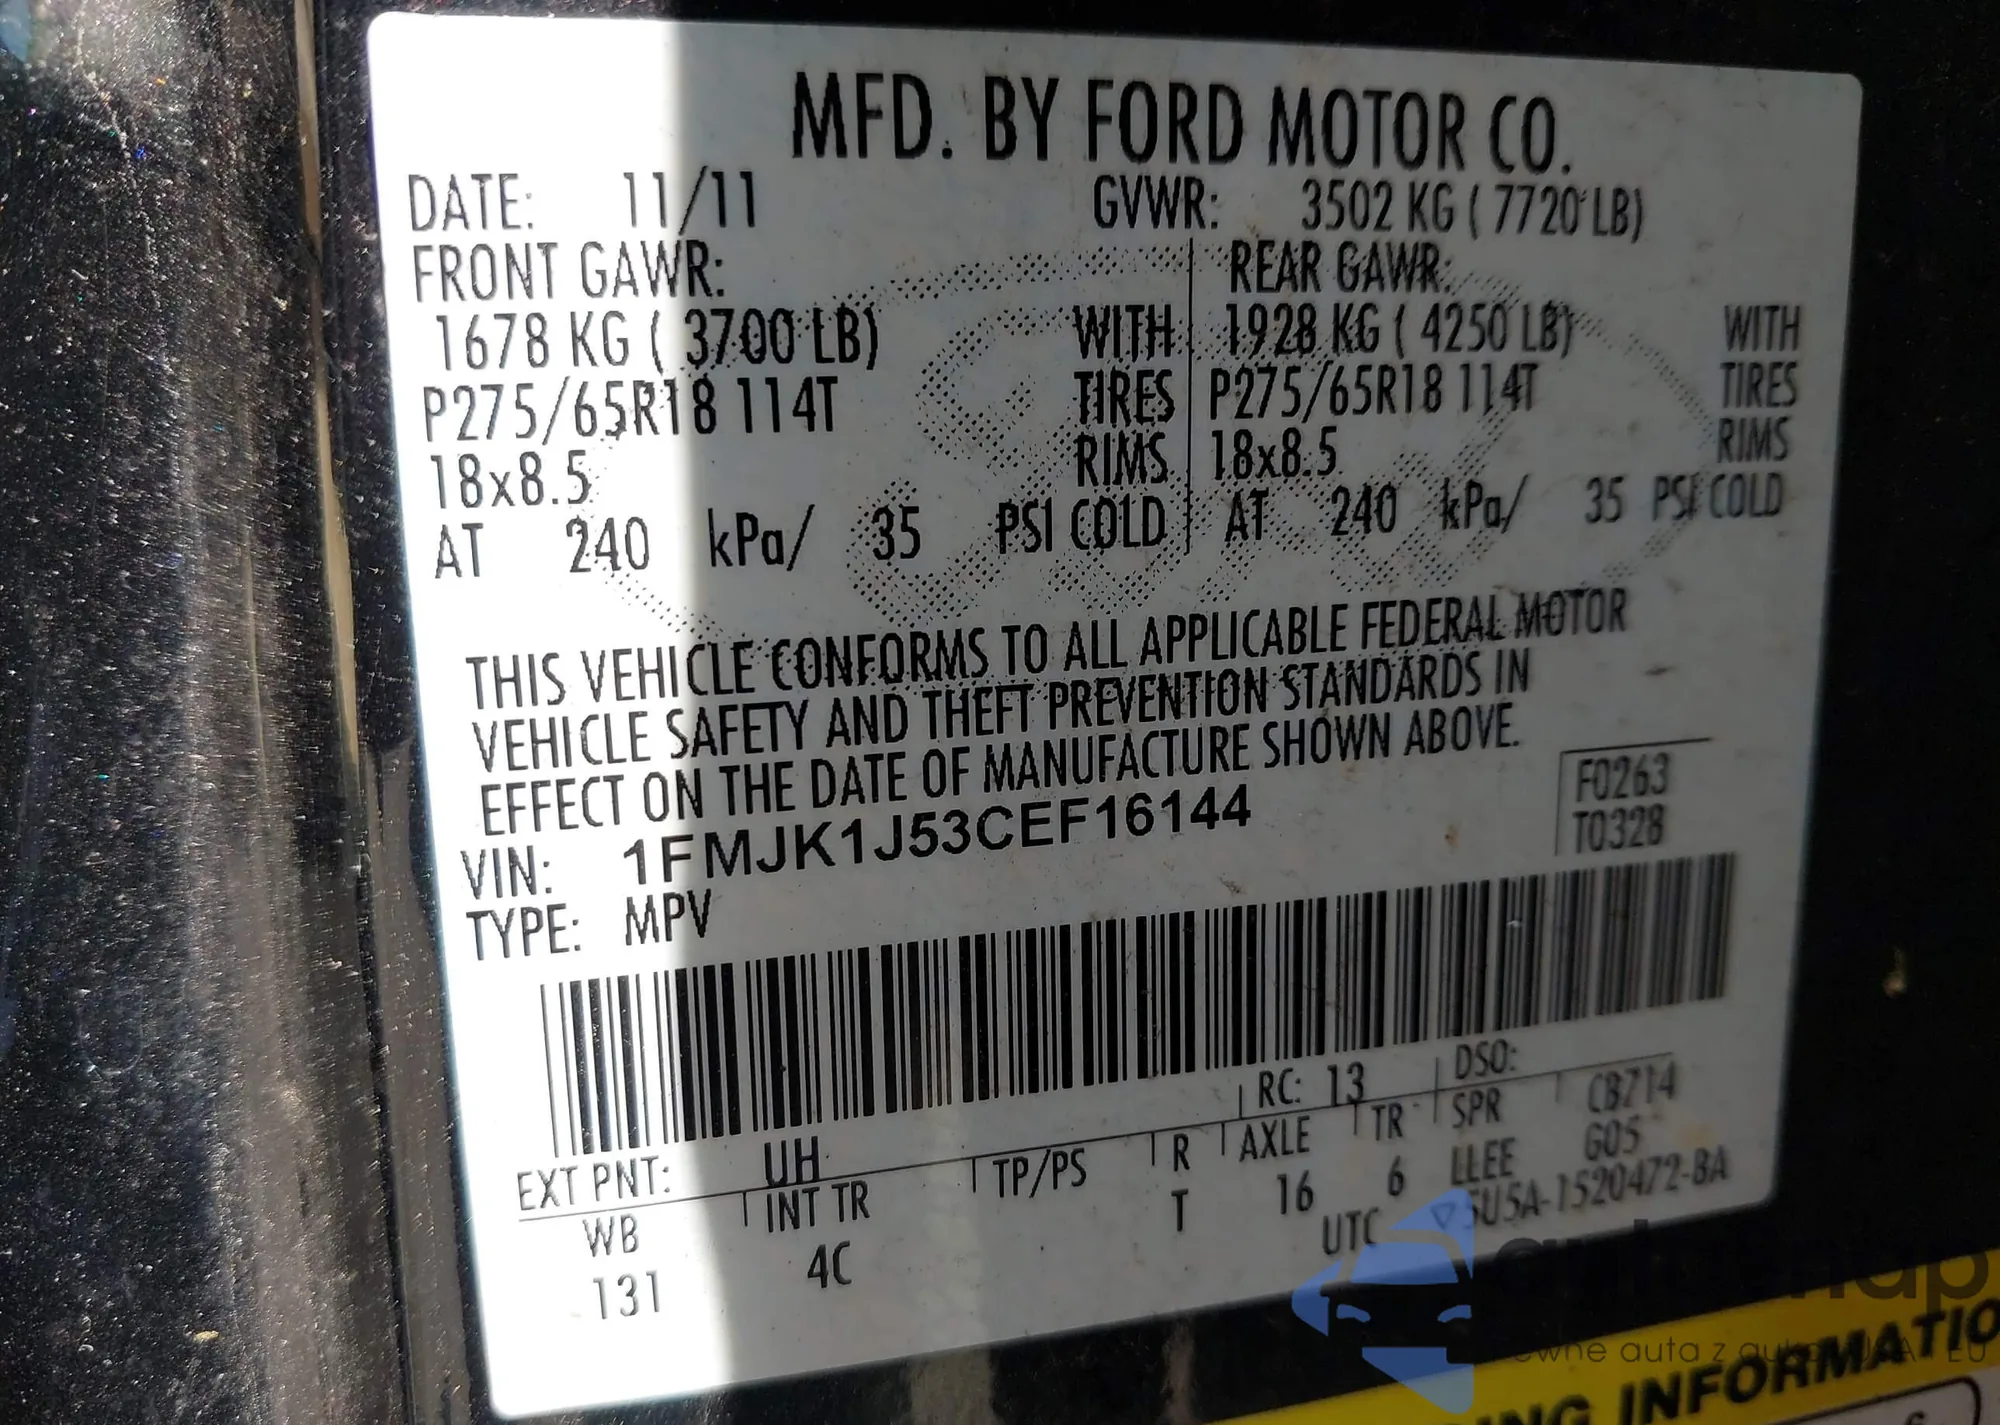 MFD. BY FORD MOTOR CO.
DATE: 11/11 GVWR: 3502 KG ( 7720 LB)
FRONT GAWR: REAR GAWR:
1678 KG ( 3700 LB) WITH 1928 KG ( 4250 LB) WITH
P275/65R18 114T TIRES P275/65R18 114T TIRES
18x8.5 RIMS 18x8.5 RIMS
AT 240 kPa/ 35 PSI COLD AT 240 kPa/ 35 PSI COLD
THIS VEHICLE CONFORMS TO ALL APPLICABLE FEDERAL MOTOR
VEHICLE SAFETY AND THEFT PREVENTION STANDARDS IN
EFFECT ON THE DATE OF MANUFACTURE SHOWN ABOVE.
F0263
T0328
VIN: 1FMJK1J53CEF16144
TYPE: MPV
EXT PNT: UH RC: 13 DSO:
WB INT TR TP/PS R AXLE TR SPR CB714
131 4C T 16 6 LLEE G05
UTC 5U5A-1520472-BA
auta z
INFORMATIO